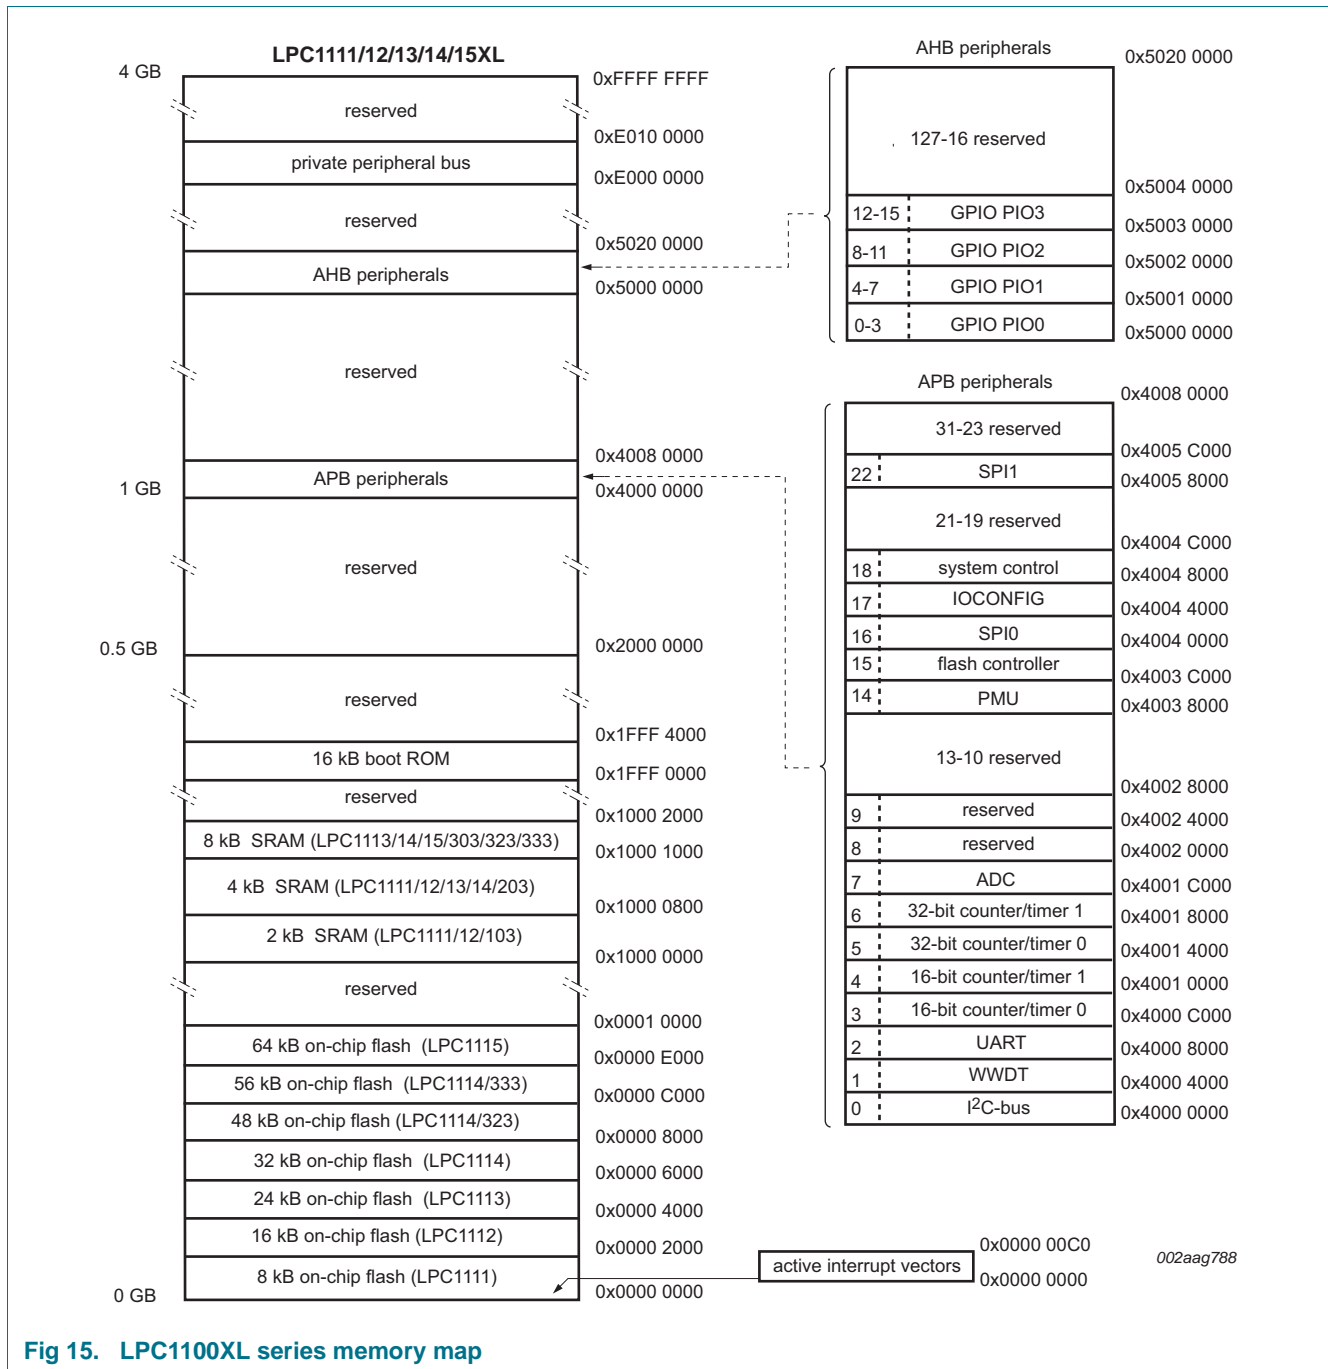 LPC1111/12/13/14/15XL
4 GB
0xFFFF FFFF
reserved
0xE010 0000
private peripheral bus
0xE000 0000
reserved
0x5020 0000
AHB peripherals
0x5000 0000
reserved
0x4008 0000
APB peripherals
1 GB
0x4000 0000
reserved
0.5 GB
0x2000 0000
reserved
0x1FFF 4000
16 kB boot ROM
0x1FFF 0000
reserved
0x1000 2000
8 kB SRAM (LPC1113/14/15/303/323/333)
0x1000 1000
4 kB SRAM (LPC1111/12/13/14/203)
0x1000 0800
2 kB SRAM (LPC1111/12/103)
0x1000 0000
reserved
0x0001 0000
64 kB on-chip flash (LPC1115)
0x0000 E000
56 kB on-chip flash (LPC1114/333)
0x0000 C000
48 kB on-chip flash (LPC1114/323)
0x0000 8000
32 kB on-chip flash (LPC1114)
0x0000 6000
24 kB on-chip flash (LPC1113)
0x0000 4000
16 kB on-chip flash (LPC1112)
0x0000 2000
8 kB on-chip flash (LPC1111)
0 GB
0x0000 0000
AHB peripherals
0x5020 0000
127-16 reserved
0x5004 0000
12-15 GPIO PIO3
0x5003 0000
8-11 GPIO PIO2
0x5002 0000
4-7 GPIO PIO1
0x5001 0000
0-3 GPIO PIO0
0x5000 0000
APB peripherals
0x4008 0000
31-23 reserved
0x4005 C000
22 SPI1
0x4005 8000
21-19 reserved
0x4004 C000
18 system control
0x4004 8000
17 IOCONFIG
0x4004 4000
16 SPI0
0x4004 0000
15 flash controller
0x4003 C000
14 PMU
0x4003 8000
13-10 reserved
0x4002 8000
9 reserved
0x4002 4000
8 reserved
0x4002 0000
7 ADC
0x4001 C000
6 32-bit counter/timer 1
0x4001 8000
5 32-bit counter/timer 0
0x4001 4000
4 16-bit counter/timer 1
0x4001 0000
3 16-bit counter/timer 0
0x4000 C000
2 UART
0x4000 8000
1 WWDT
0x4000 4000
0 I²C-bus
0x4000 0000
0x0000 00C0
active interrupt vectors
0x0000 0000
002aag788
Fig 15. LPC1100XL series memory map